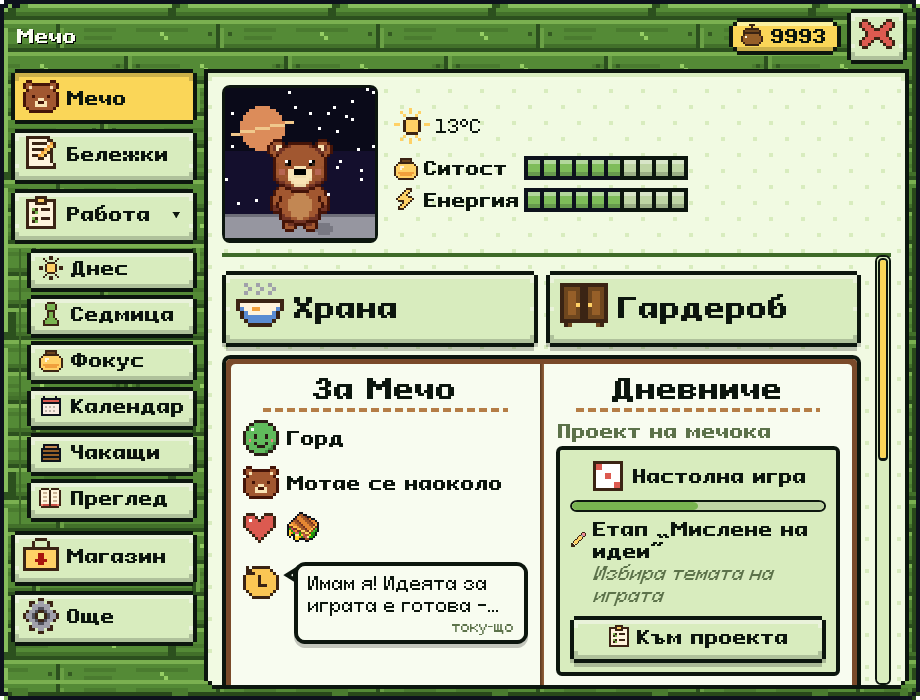 Мечо
9993
Мечо
Бележки
Работа
Днес
Седмица
Фокус
Календар
Чакащи
Преглед
Магазин
Още
13°C
Ситост
Енергия
Храна
Гардероб
За Мечо
Горд
Мотае се наоколо
Имам я! Идеята за
играта е готова –...
току-що
Дневниче
Проект на мечока
Настолна игра
Етап „Мислене на
идеи“
Избира темата на
играта
Към проекта